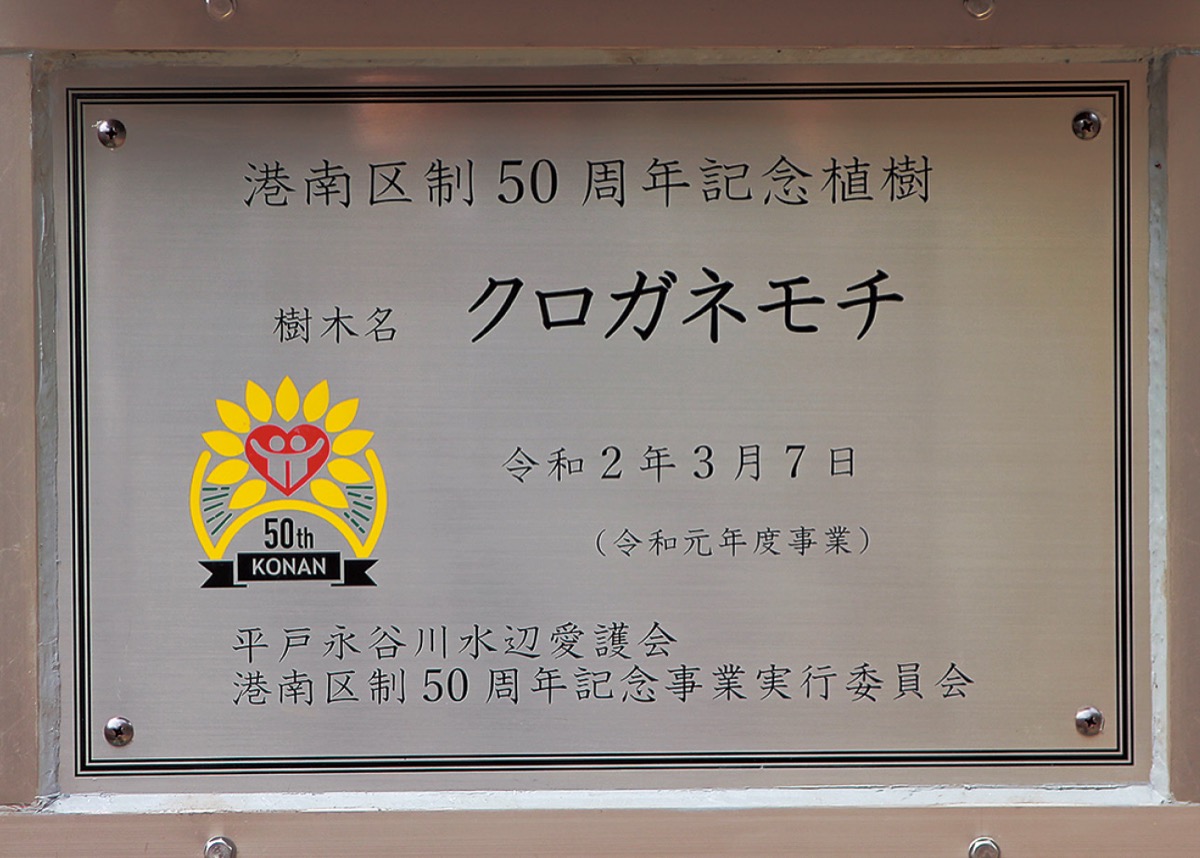 港南区制50周年記念植樹
樹木名 クロガネモチ
令和2年3月7日
（令和元年度事業）
50th
KONAN
平戸永谷川水辺愛護会
港南区制50周年記念事業実行委員会